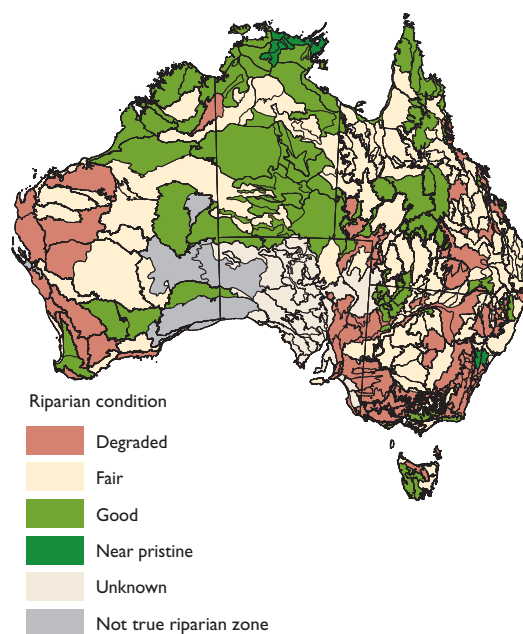 Riparian condition
Degraded
Fair
Good
Near pristine
Unknown
Not true riparian zone